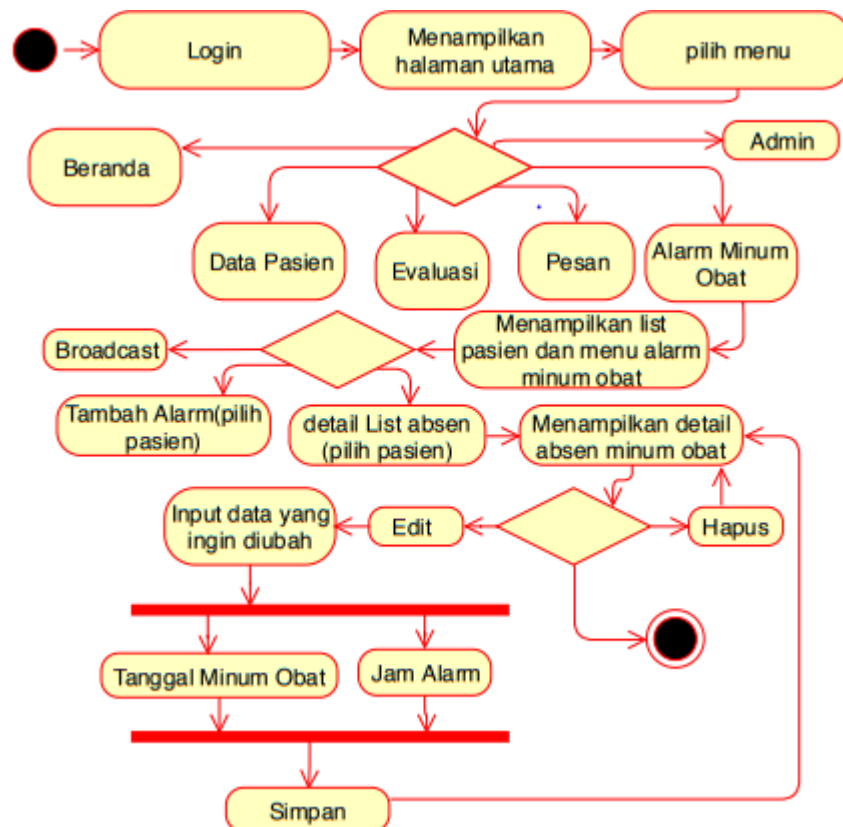 Login
Menampilkan
halaman utama
pilih menu
Beranda
Admin
Data Pasien
Evaluasi
Pesan
Alarm Minum
Obat
Broadcast
Menampilkan list
pasien dan menu alarm
minum obat
Tambah Alarm(pilih
pasien)
detail List absen
(pilih pasien)
Menampilkan detail
absen minum obat
Input data yang
ingin diubah
Edit
Hapus
Tanggal Minum Obat
Jam Alarm
Simpan